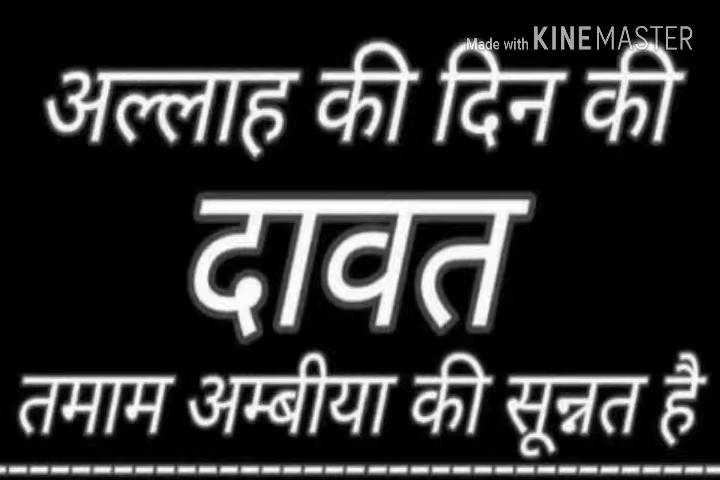 Made with KINEMASTER
अल्लाह की दिन की
दावत
तमाम अम्बीया की सून्नत है